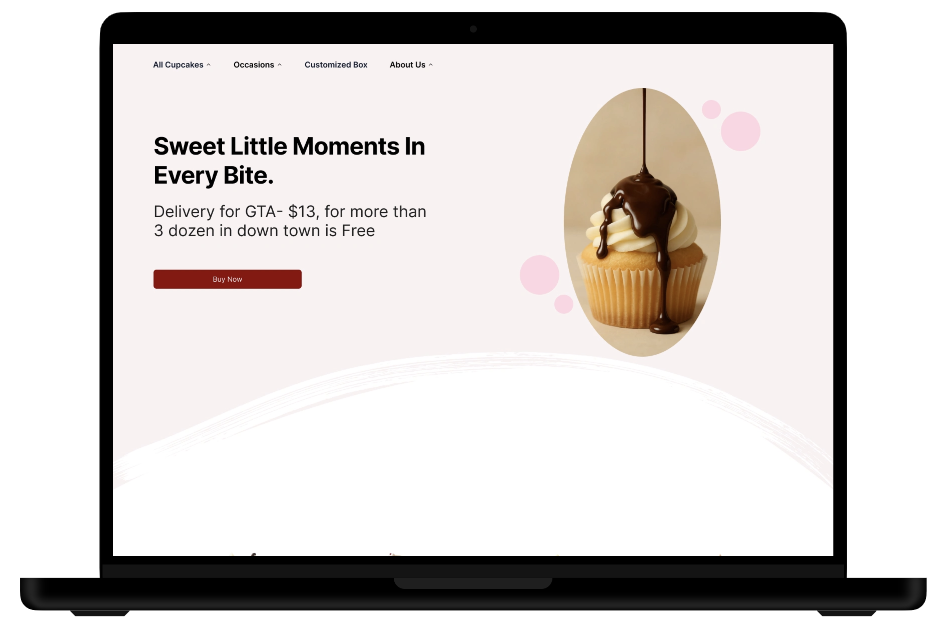 All Cupcakes Occasions Customized Box About Us
Sweet Little Moments In
Every Bite.
Delivery for GTA- $13, for more than
3 dozen in down town is Free
Buy Now